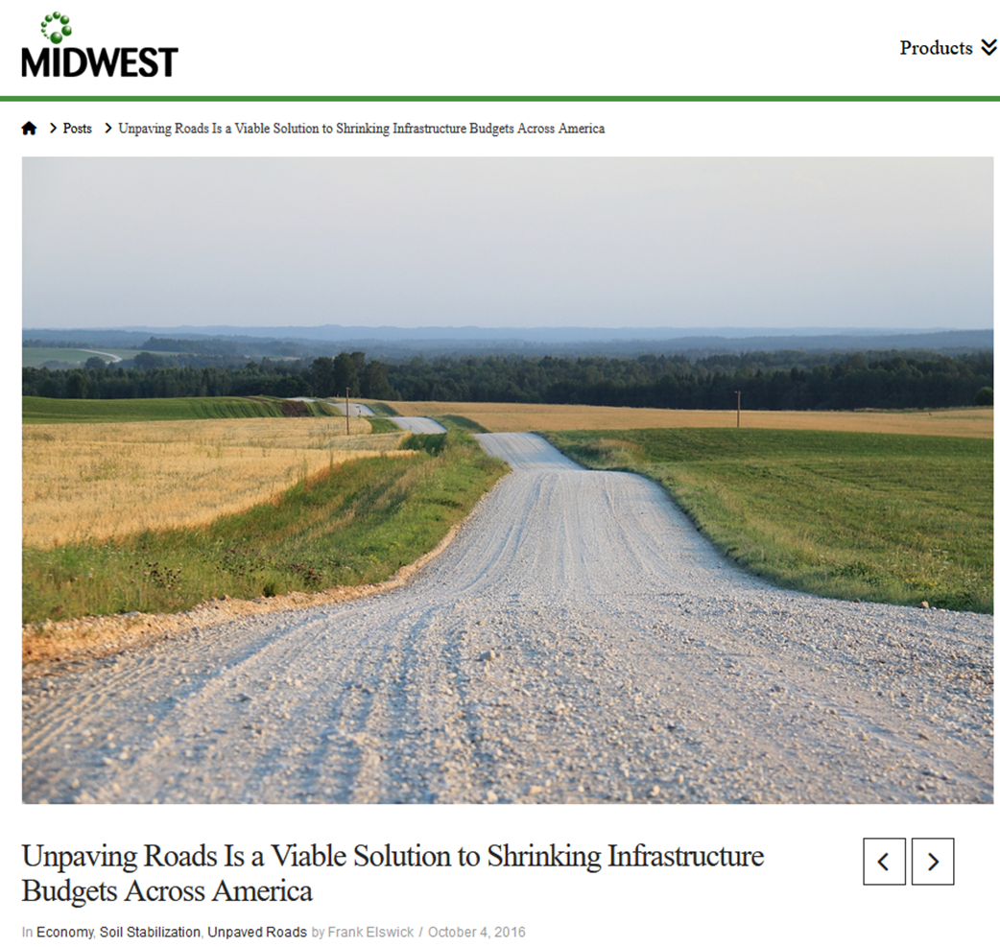 MIDWEST
Products
Posts
Unpaving Roads Is a Viable Solution to Shrinking Infrastructure Budgets Across America
Unpaving Roads Is a Viable Solution to Shrinking Infrastructure
Budgets Across America
In Economy, Soil Stabilization, Unpaved Roads by Frank Elswick / October 4, 2016